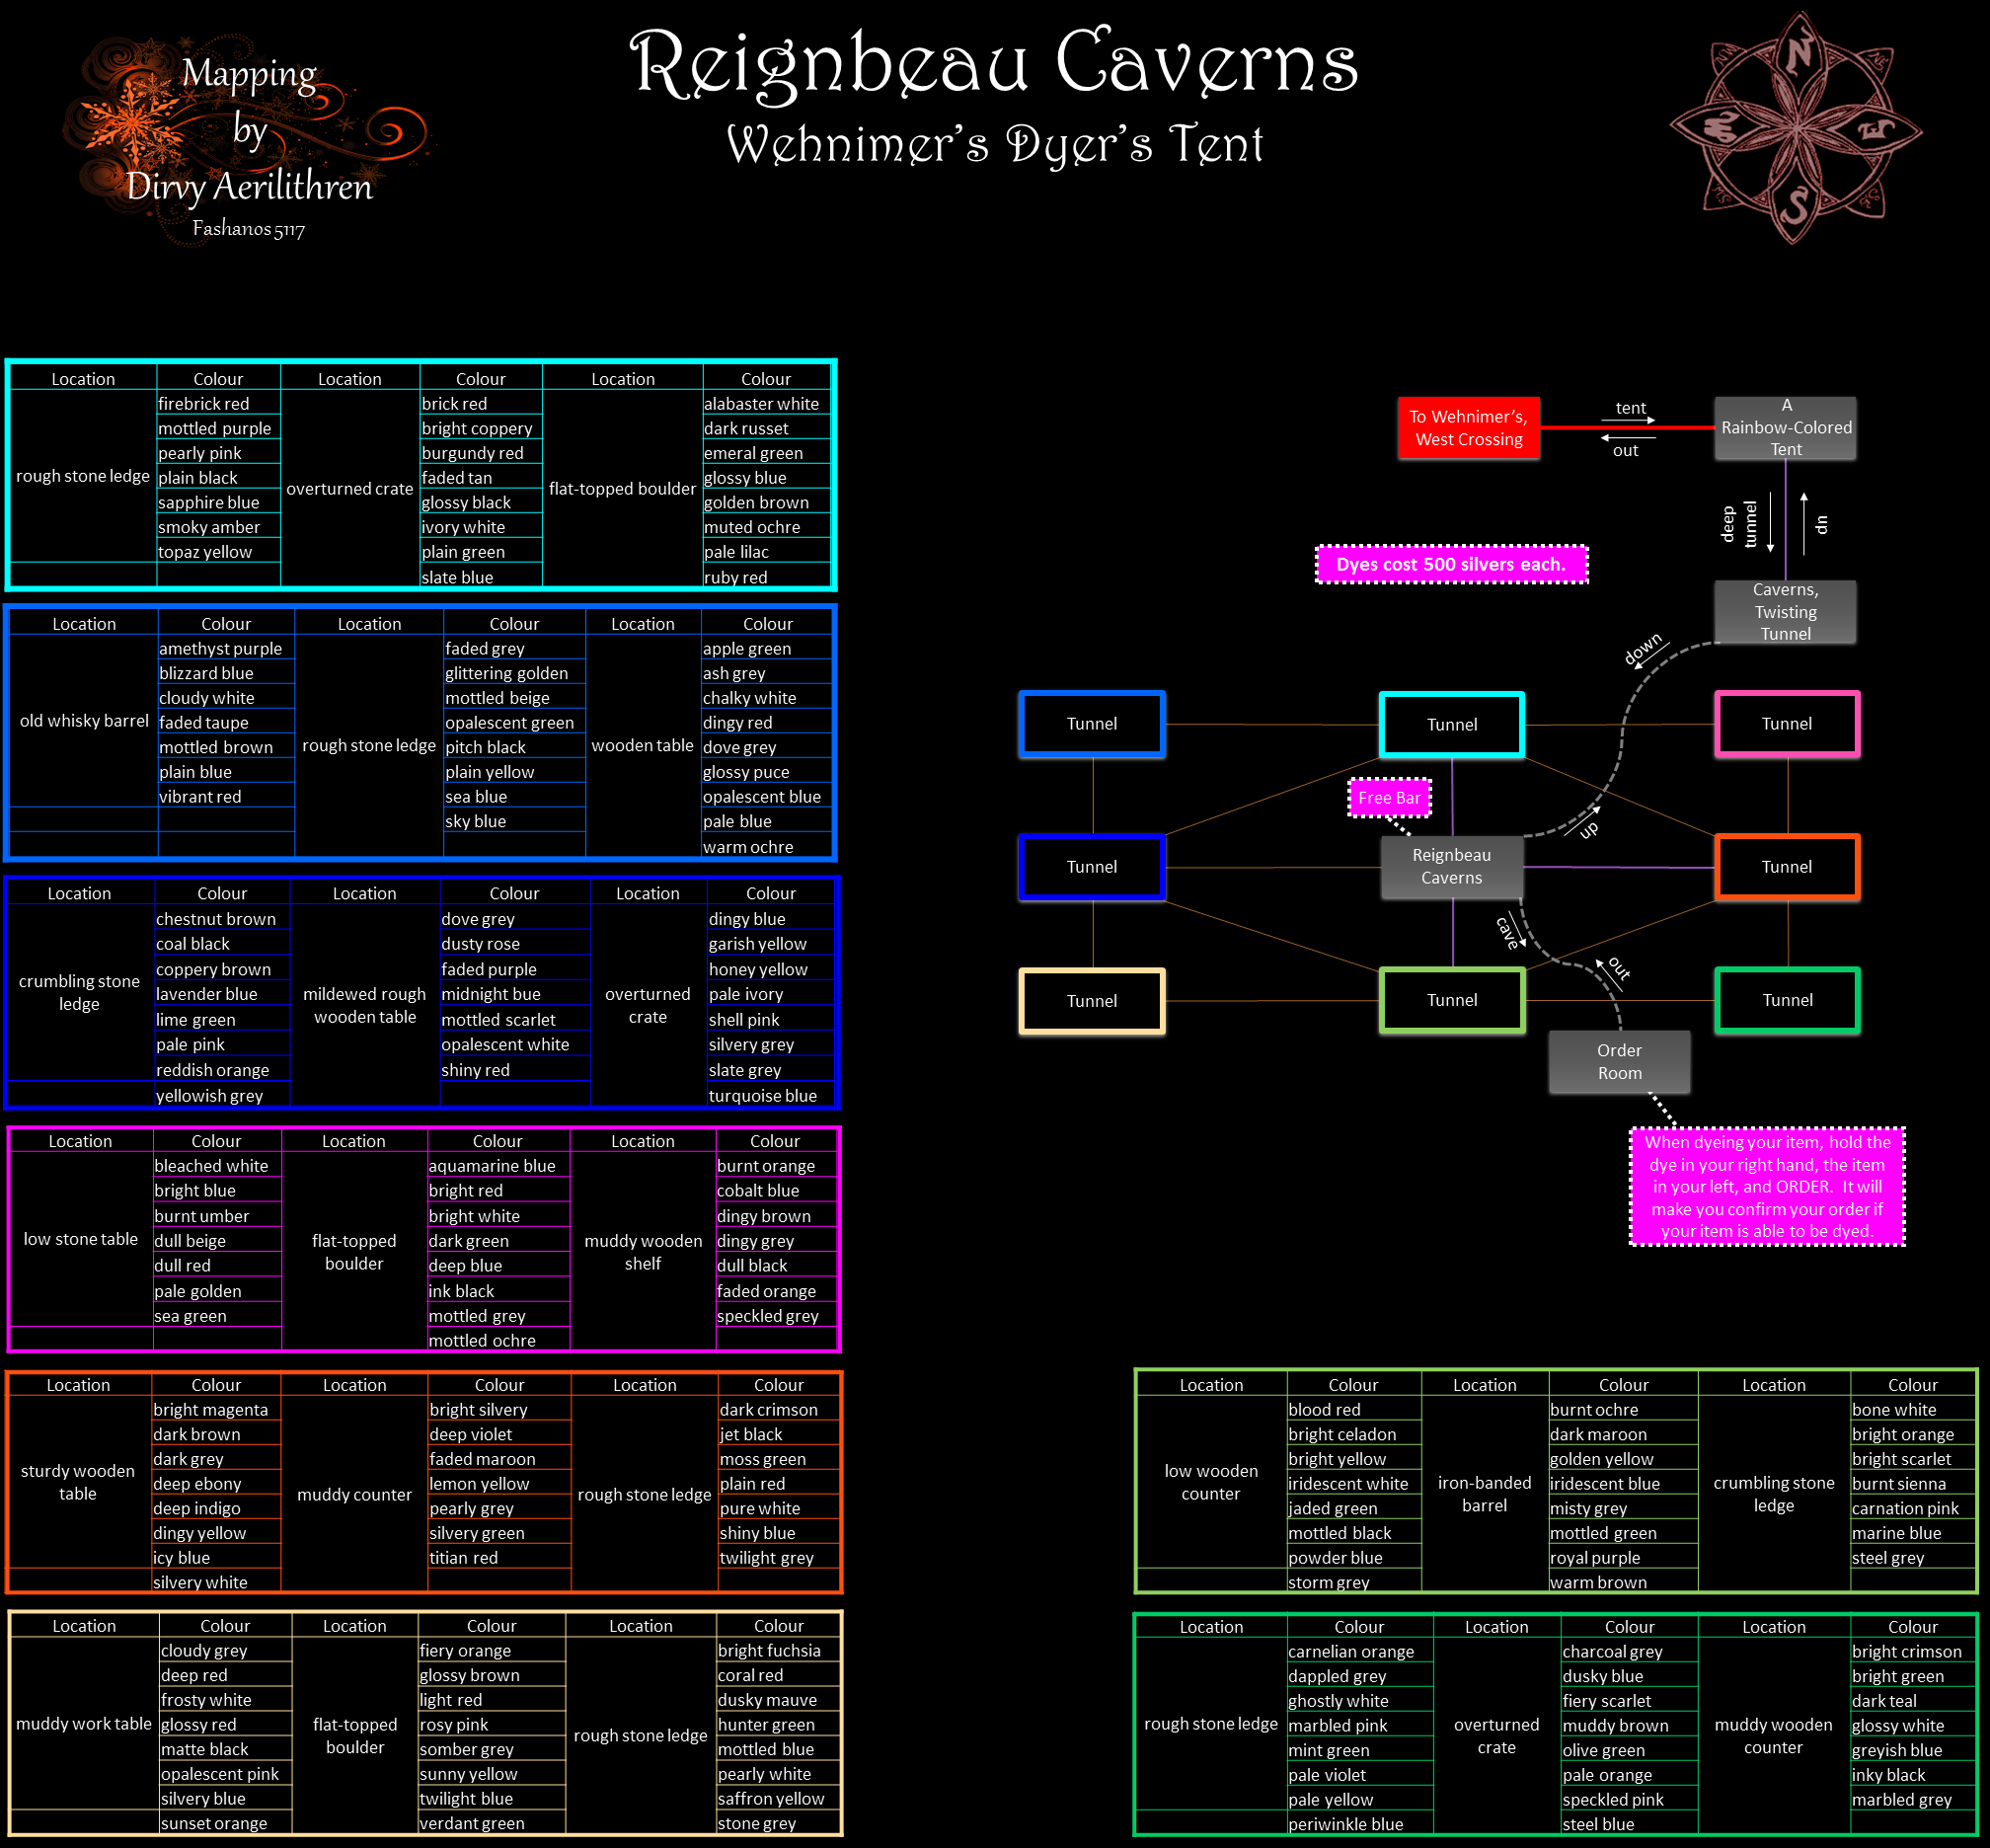 Mapping
by
Dirvy Aerilithren
Fashanos 5117
Reignbeau Caverns
Wehnimer's Dyer's Tent
N
NE
E
SE
S
SW
W
NW
Location Colour Location Colour Location Colour
rough stone ledge
firebrick red
mottled purple
pearly pink
plain black
sapphire blue
smoky amber
topaz yellow
overturned crate
brick red
bright coppery
burgundy red
faded tan
glossy black
ivory white
plain green
slate blue
flat-topped boulder
alabaster white
dark russet
emeral green
glossy blue
golden brown
muted ochre
pale lilac
ruby red
Location Colour Location Colour Location Colour
old whisky barrel
amethyst purple
blizzard blue
cloudy white
faded taupe
mottled brown
plain blue
vibrant red
rough stone ledge
faded grey
glittering golden
mottled beige
opalescent green
pitch black
plain yellow
sea blue
sky blue
wooden table
apple green
ash grey
chalky white
dingy red
dove grey
glossy puce
opalescent blue
pale blue
warm ochre
Location Colour Location Colour Location Colour
crumbling stone
ledge
chestnut brown
coal black
coppery brown
lavender blue
lime green
pale pink
reddish orange
yellowish grey
mildewed rough
wooden table
dove grey
dusty rose
faded purple
midnight bue
mottled scarlet
opalescent white
shiny red
overturned
crate
dingy blue
garish yellow
honey yellow
pale ivory
shell pink
silvery grey
slate grey
turquoise blue
Location Colour Location Colour Location Colour
low stone table
bleached white
bright blue
burnt umber
dull beige
dull red
pale golden
sea green
flat-topped
boulder
aquamarine blue
bright red
bright white
dark green
deep blue
ink black
mottled grey
mottled ochre
muddy wooden
shelf
burnt orange
cobalt blue
dingy brown
dingy grey
dull black
faded orange
speckled grey
Location Colour Location Colour Location Colour
sturdy wooden
table
bright magenta
dark brown
dark grey
deep ebony
deep indigo
dingy yellow
icy blue
silvery white
muddy counter
bright silvery
deep violet
faded maroon
lemon yellow
pearly grey
silvery green
titian red
rough stone ledge
dark crimson
jet black
moss green
plain red
pure white
shiny blue
twilight grey
Location Colour Location Colour Location Colour
muddy work table
cloudy grey
deep red
frosty white
glossy red
matte black
opalescent pink
silvery blue
sunset orange
flat-topped
boulder
fiery orange
glossy brown
light red
rosy pink
somber grey
sunny yellow
twilight blue
verdant green
rough stone ledge
bright fuchsia
coral red
dusky mauve
hunter green
mottled blue
pearly white
saffron yellow
stone grey
To Wehnimer's,
West Crossing
tent
out
A
Rainbow-Colored
Tent
deep
tunnel
up
Dyes cost 500 silvers each.
Caverns,
Twisting
Tunnel
down
up
Tunnel
Tunnel
Tunnel
Free Bar
Tunnel
Reignbeau
Caverns
Tunnel
cave
out
Tunnel
Tunnel
Tunnel
Order
Room
When dyeing your item, hold the
dye in your right hand, the item
in your left, and ORDER. It will
make you confirm your order if
your item is able to be dyed.
Location Colour Location Colour Location Colour
low wooden
counter
blood red
bright celadon
bright yellow
iridescent white
jaded green
mottled black
powder blue
storm grey
iron-banded
barrel
burnt ochre
dark maroon
golden yellow
iridescent blue
misty grey
mottled green
royal purple
warm brown
crumbling stone
ledge
bone white
bright orange
bright scarlet
burnt sienna
carnation pink
marine blue
steel grey
Location Colour Location Colour Location Colour
rough stone ledge
carnelian orange
dappled grey
ghostly white
marbled pink
mint green
pale violet
pale yellow
periwinkle blue
overturned
crate
charcoal grey
dusky blue
fiery scarlet
muddy brown
olive green
pale orange
speckled pink
steel blue
muddy wooden
counter
bright crimson
bright green
dark teal
glossy white
greyish blue
inky black
marbled grey